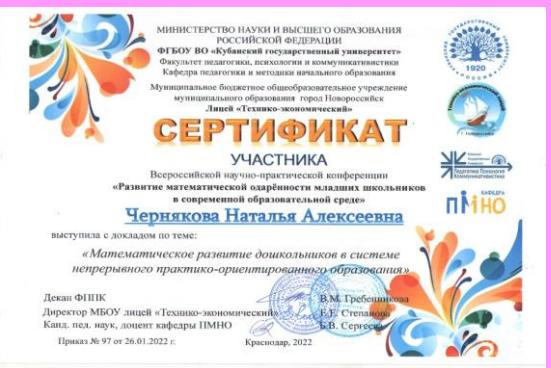 МИНИСТЕРСТВО НАУКИ И ВЫСШЕГО ОБРАЗОВАНИЯ
РОССИЙСКОЙ ФЕДЕРАЦИИ
ФГБОУ ВО «Кубанский государственный университет»
Факультет педагогики, психологии и коммуникативистики
Кафедра педагогики и методики начального образования
Муниципальное бюджетное общеобразовательное учреждение
муниципального образования город Новороссийск
Лицей «Технико-экономический»
1920
СЕРТИФИКАТ
УЧАСТНИКА
Всероссийской научно-практической конференции
«Развитие математической одарённости младших школьников
в современной образовательной среде»
Педагогика Психология
Коммуникативистика
КАФЕДРА
ПМНО
Чернякова Наталья Алексеевна
выступила с докладом по теме:
«Математическое развитие дошкольников в системе
непрерывного практико-ориентированного образования»
Декан ФППК В.М. Гребенникова
Директор МБОУ лицей «Технико-экономический» Е.Е. Степанова
Канд. пед. наук, доцент кафедры ПМНО Б.В. Сергеева
Приказ № 97 от 26.01.2022 г. Краснодар, 2022